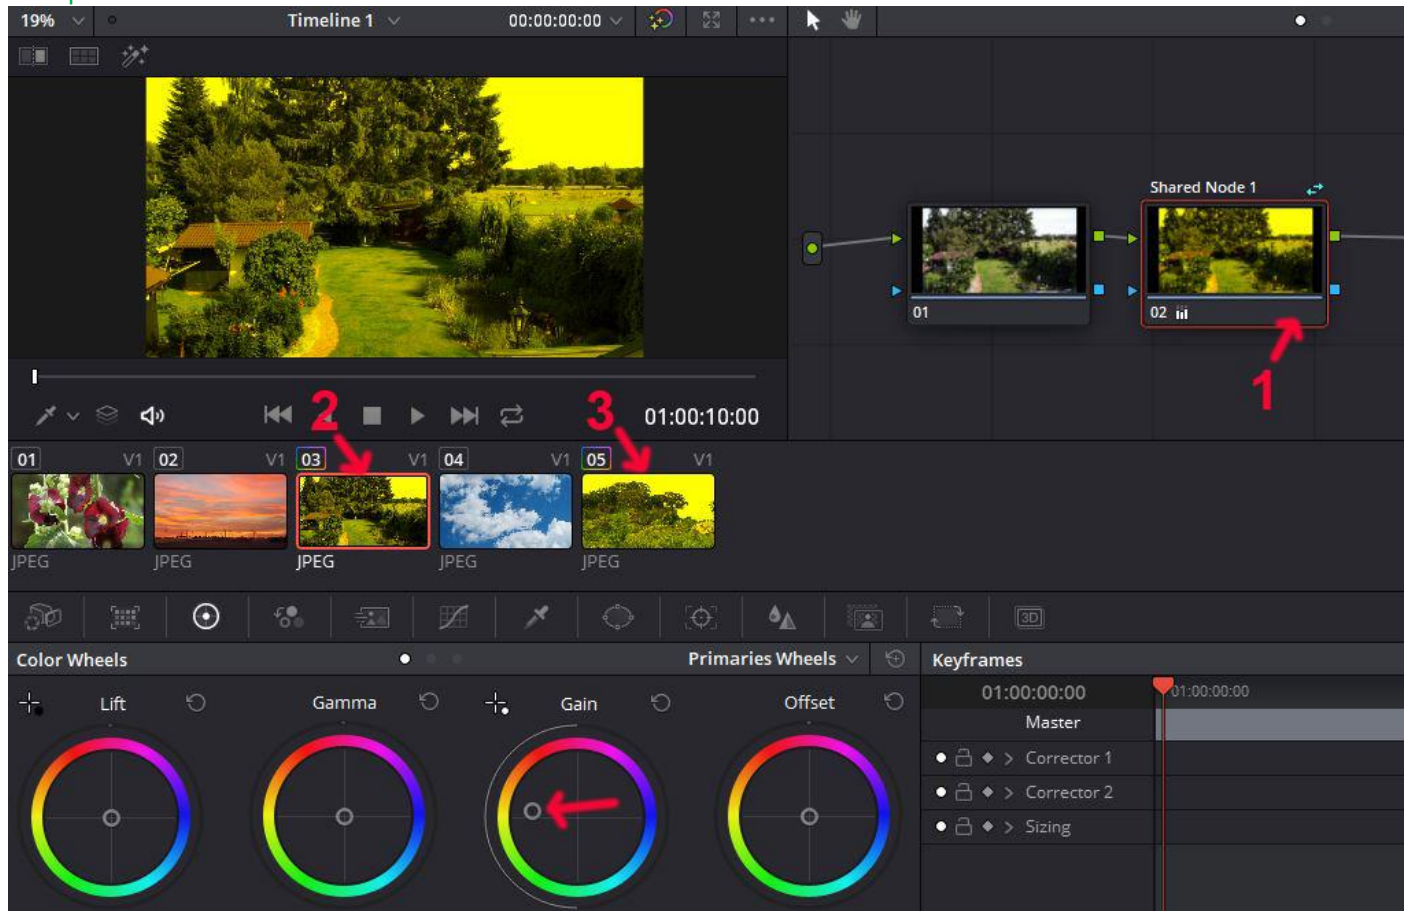 19% Timeline 1 00:00:00:00
Shared Node 1
01
02
1
2
3
01:00:10:00
01 V1 02 V1 03 V1 04 V1 05 V1
JPEG JPEG JPEG JPEG JPEG
3D
Color Wheels Primaries Wheels Keyframes
Lift Gamma Gain Offset
01:00:00:00 01:00:00:00
Master
Corrector 1
Corrector 2
Sizing